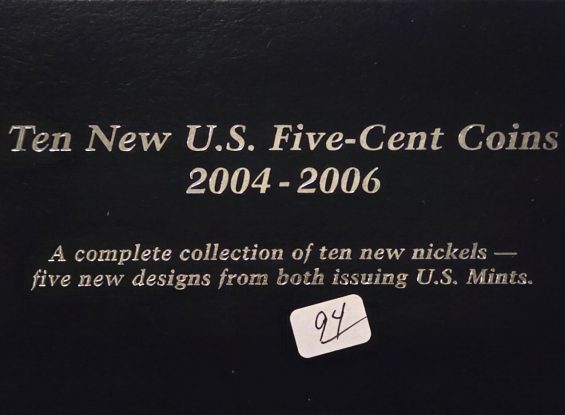 Ten New U.S. Five-Cent Coins
2004-2006
A complete collection of ten new nickels —
five new designs from both issuing U.S. Mints.
94